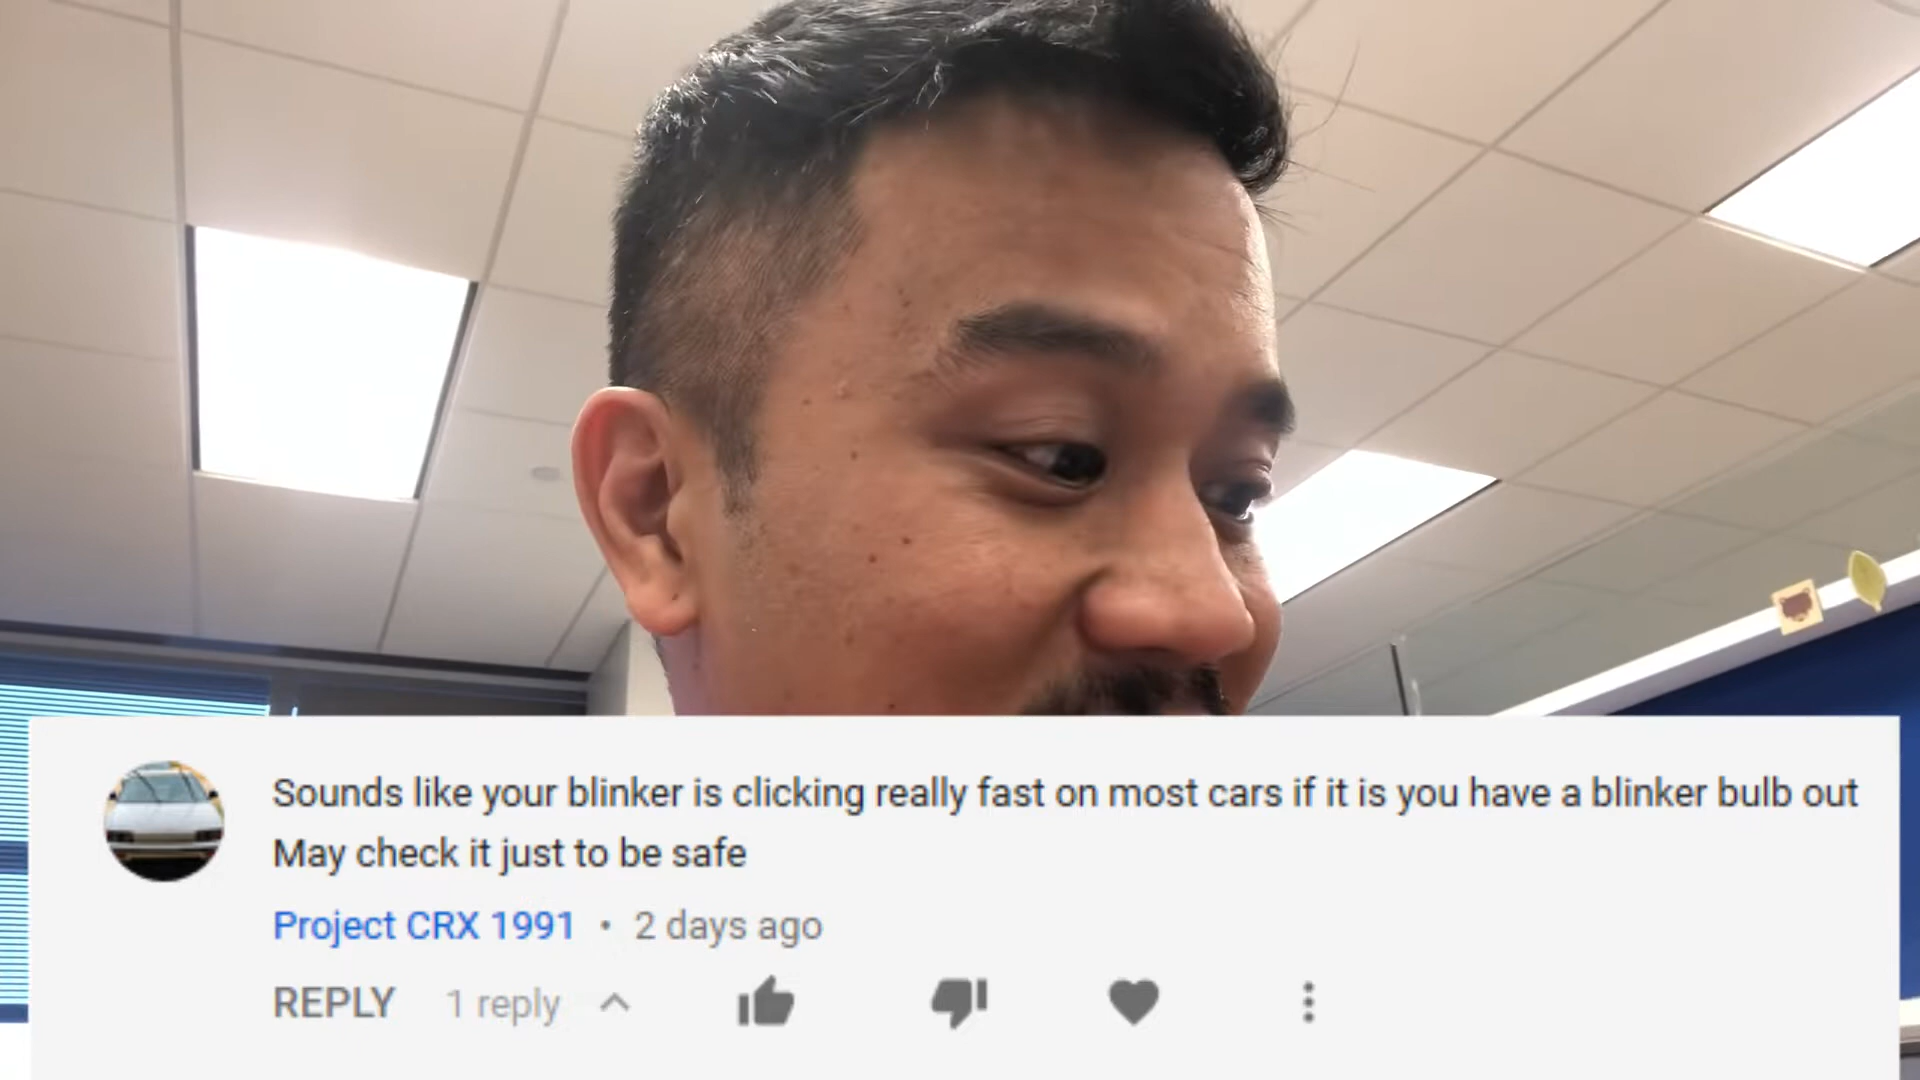 Sounds like your blinker is clicking really fast on most cars if it is you have a blinker bulb out
May check it just to be safe
Project CRX 1991 • 2 days ago
REPLY 1 reply